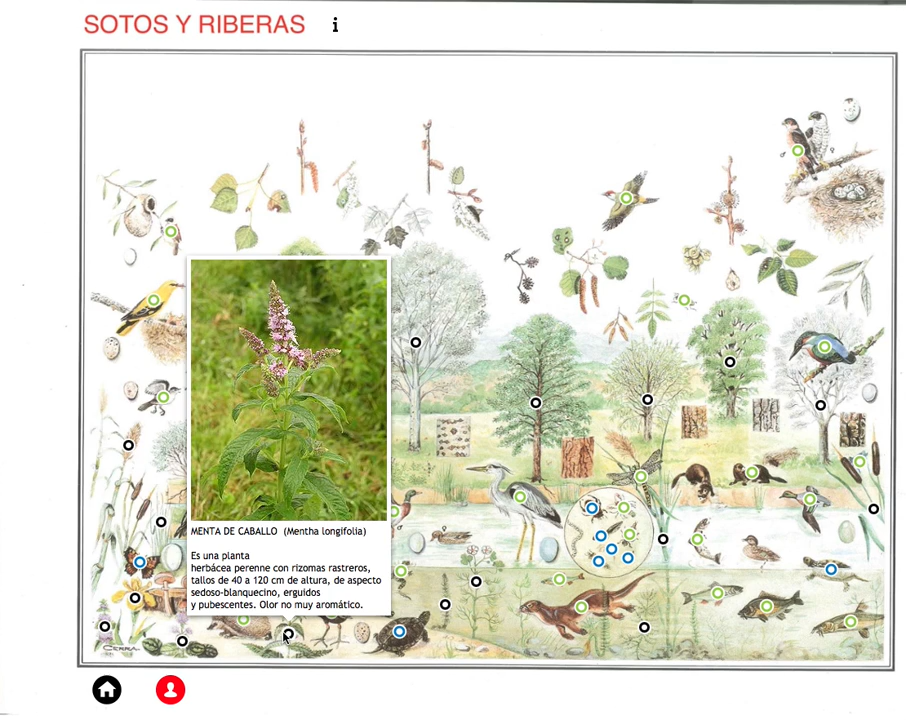 SOTOS Y RIBERAS i
MENTA DE CABALLO (Mentha longifolia)
Es una planta
herbácea perenne con rizomas rastreros,
tallos de 40 a 120 cm de altura, de aspecto
sedoso-blanquecino, erguidos
y pubescentes. Olor no muy aromático.